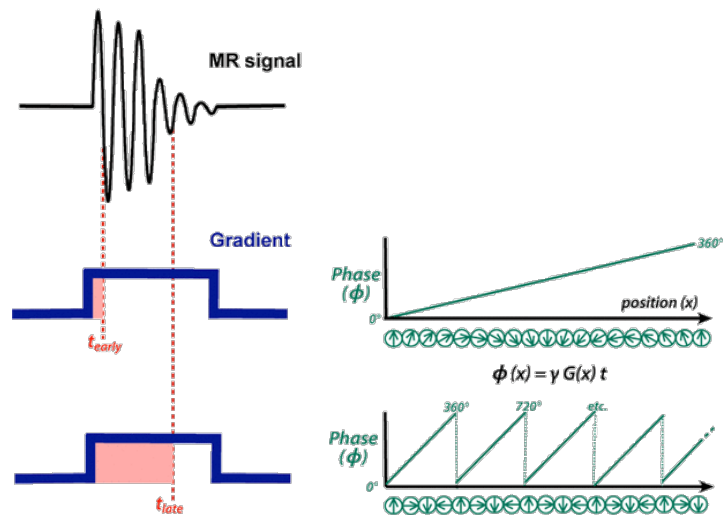 MR signal
Gradient
t_early
t_late
360°
Phase
(ϕ)
position (x)
0°
ϕ (x) = γ G(x) t
360° 720° etc.
Phase
(ϕ)
0°